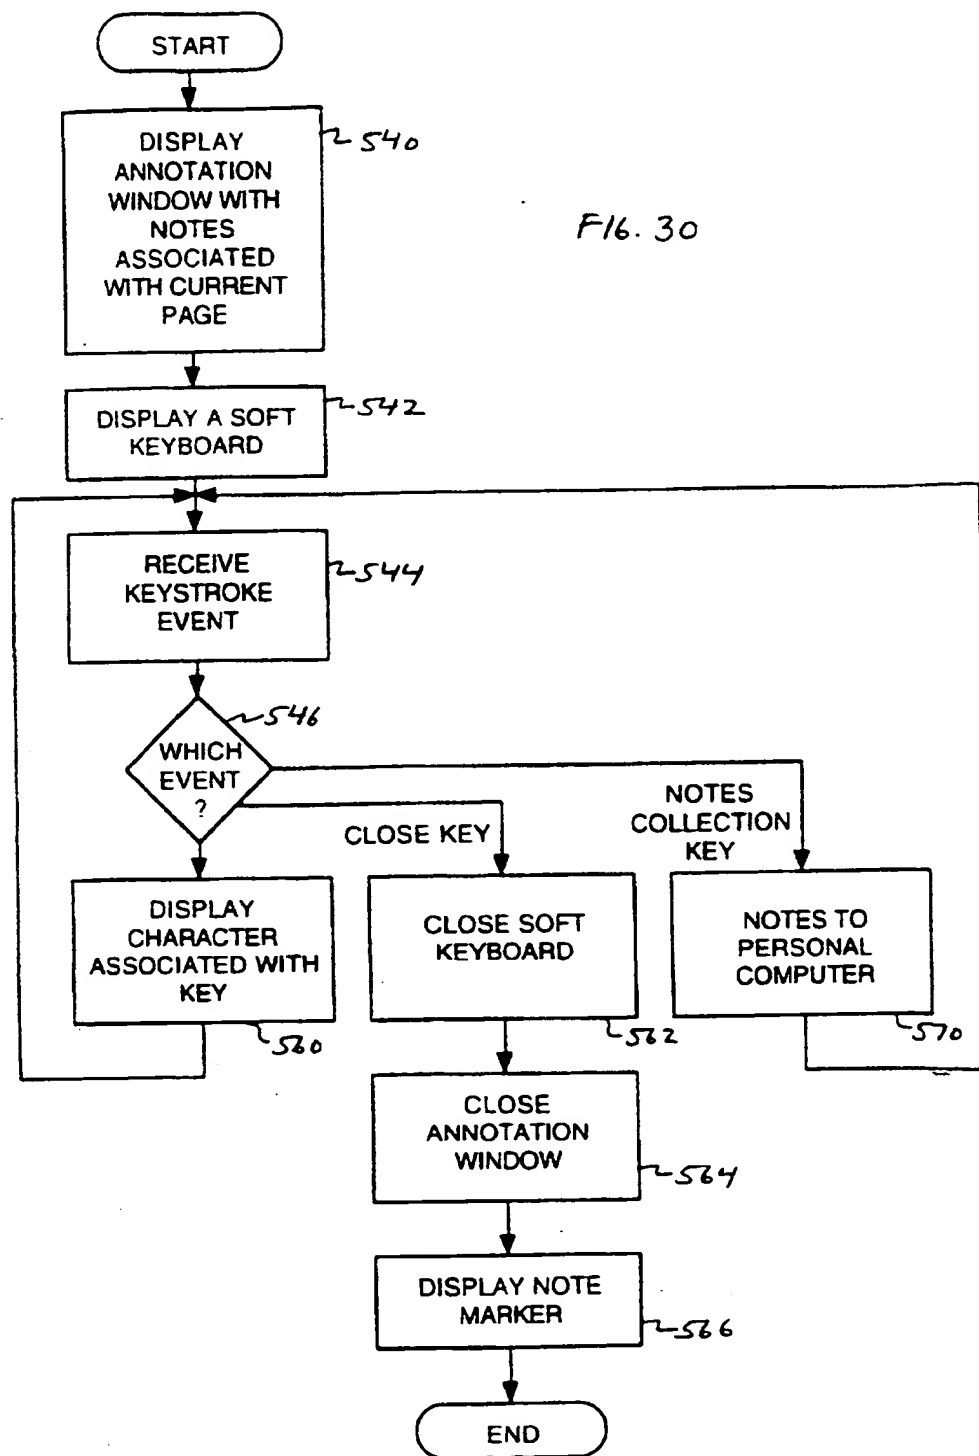 START
DISPLAY
ANNOTATION
WINDOW WITH
NOTES
ASSOCIATED
WITH CURRENT
PAGE
540
FIG. 30
DISPLAY A SOFT
KEYBOARD
542
RECEIVE
KEYSTROKE
EVENT
544
WHICH
EVENT
?
546
CLOSE KEY
NOTES
COLLECTION
KEY
DISPLAY
CHARACTER
ASSOCIATED WITH
KEY
560
CLOSE SOFT
KEYBOARD
562
NOTES TO
PERSONAL
COMPUTER
570
CLOSE
ANNOTATION
WINDOW
564
DISPLAY NOTE
MARKER
566
END